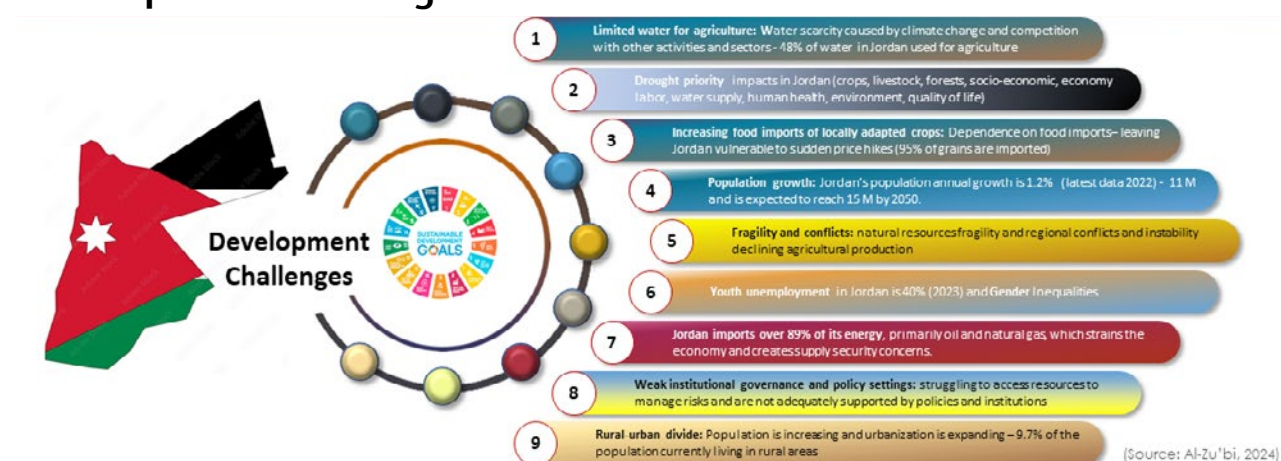 1
Limited water for agriculture: Water scarcity caused by climate change and competition
with other activities and sectors - 48% of water in Jordan used for agriculture
2
Drought priority impacts in Jordan (crops, livestock, forests, socio-economic, economy
labor, water supply, human health, environment, quality of life)
3
Increasing food imports of locally adapted crops: Dependence on food imports– leaving
Jordan vulnerable to sudden price hikes (95% of grains are imported)
4
Population growth: Jordan's population annual growth is 1.2% (latest data 2022) - 11 M
and is expected to reach 15 M by 2050.
5
Fragility and conflicts: natural resources fragility and regional conflicts and instability
declining agricultural production
6
Youth unemployment in Jordan is 40% (2023) and Gender Inequalities
7
Jordan imports over 89% of its energy, primarily oil and natural gas, which strains the
economy and creates supply security concerns.
8
Weak institutional governance and policy settings: struggling to access resources to
manage risks and are not adequately supported by policies and institutions
9
Rural-urban divide: Population is increasing and urbanization is expanding – 9.7% of the
population currently living in rural areas
Development
Challenges
SUSTAINABLE
DEVELOPMENT
GOALS
(Source: Al-Zu'bi, 2024)